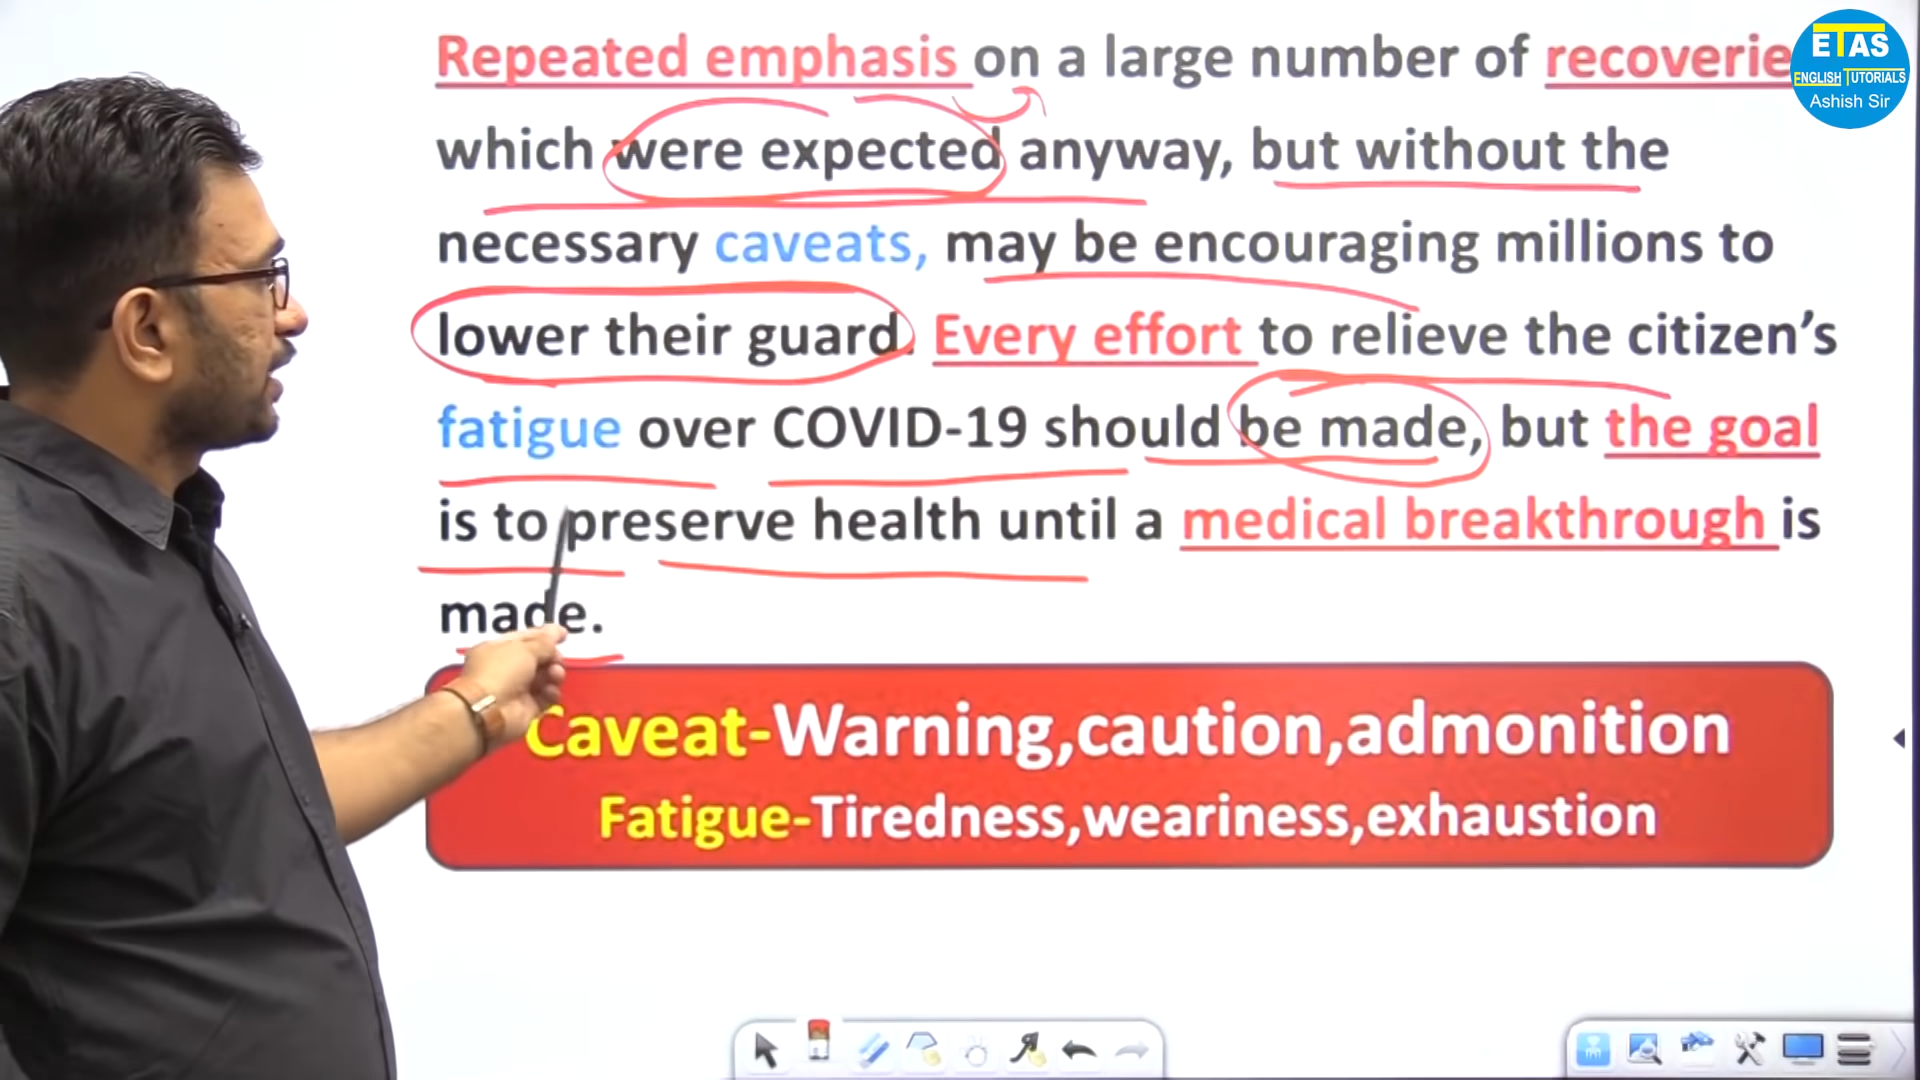 Repeated emphasis on a large number of recoverie
which were expected anyway, but without the
necessary caveats, may be encouraging millions to
lower their guard. Every effort to relieve the citizen’s
fatigue over COVID-19 should be made, but the goal
is to preserve health until a medical breakthrough is
made.
Caveat-Warning,caution,admonition
Fatigue-Tiredness,weariness,exhaustion
ETAS
ENGLISH TUTORIALS
Ashish Sir